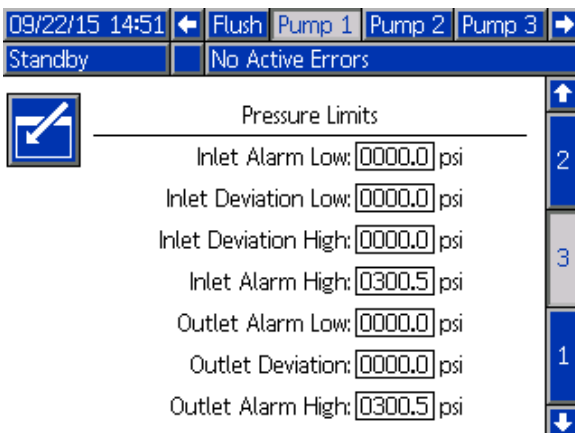 09/22/15 14:51 Flush Pump 1 Pump 2 Pump 3
Standby No Active Errors
Pressure Limits
Inlet Alarm Low: 0000.0 psi
2
Inlet Deviation Low: 0000.0 psi
Inlet Deviation High: 0000.0 psi
3
Inlet Alarm High: 0300.5 psi
Outlet Alarm Low: 0000.0 psi
1
Outlet Deviation: 0000.0 psi
Outlet Alarm High: 0300.5 psi